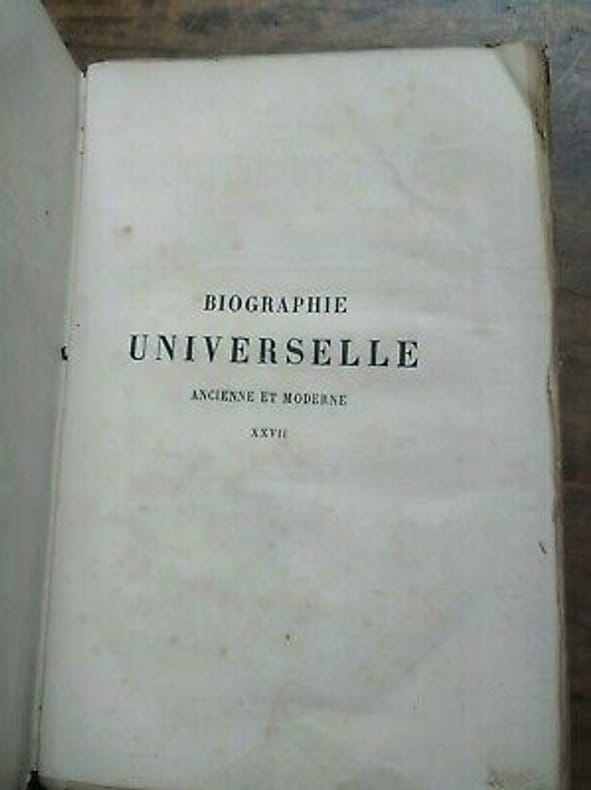 BIOGRAPHIE
UNIVERSELLE
ANCIENNE ET MODERNE
XXVII